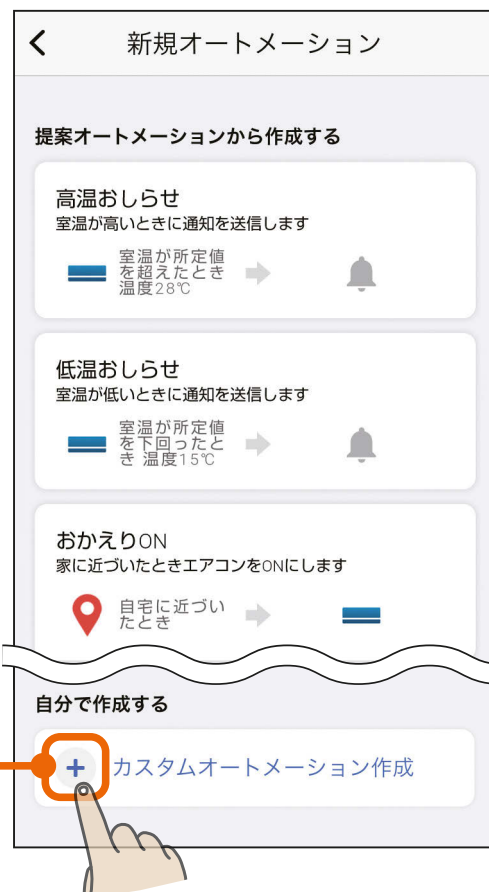 新規オートメーション
提案オートメーションから作成する
高温おしらせ
室温が高いときに通知を送信します
室温が所定値
を超えたとき
温度28℃
低温おしらせ
室温が低いときに通知を送信します
室温が所定値
を下回ったと
き 温度15℃
おかえりON
家に近づいたときエアコンをONにします
自宅に近づい
たとき
自分で作成する
+ カスタムオートメーション作成